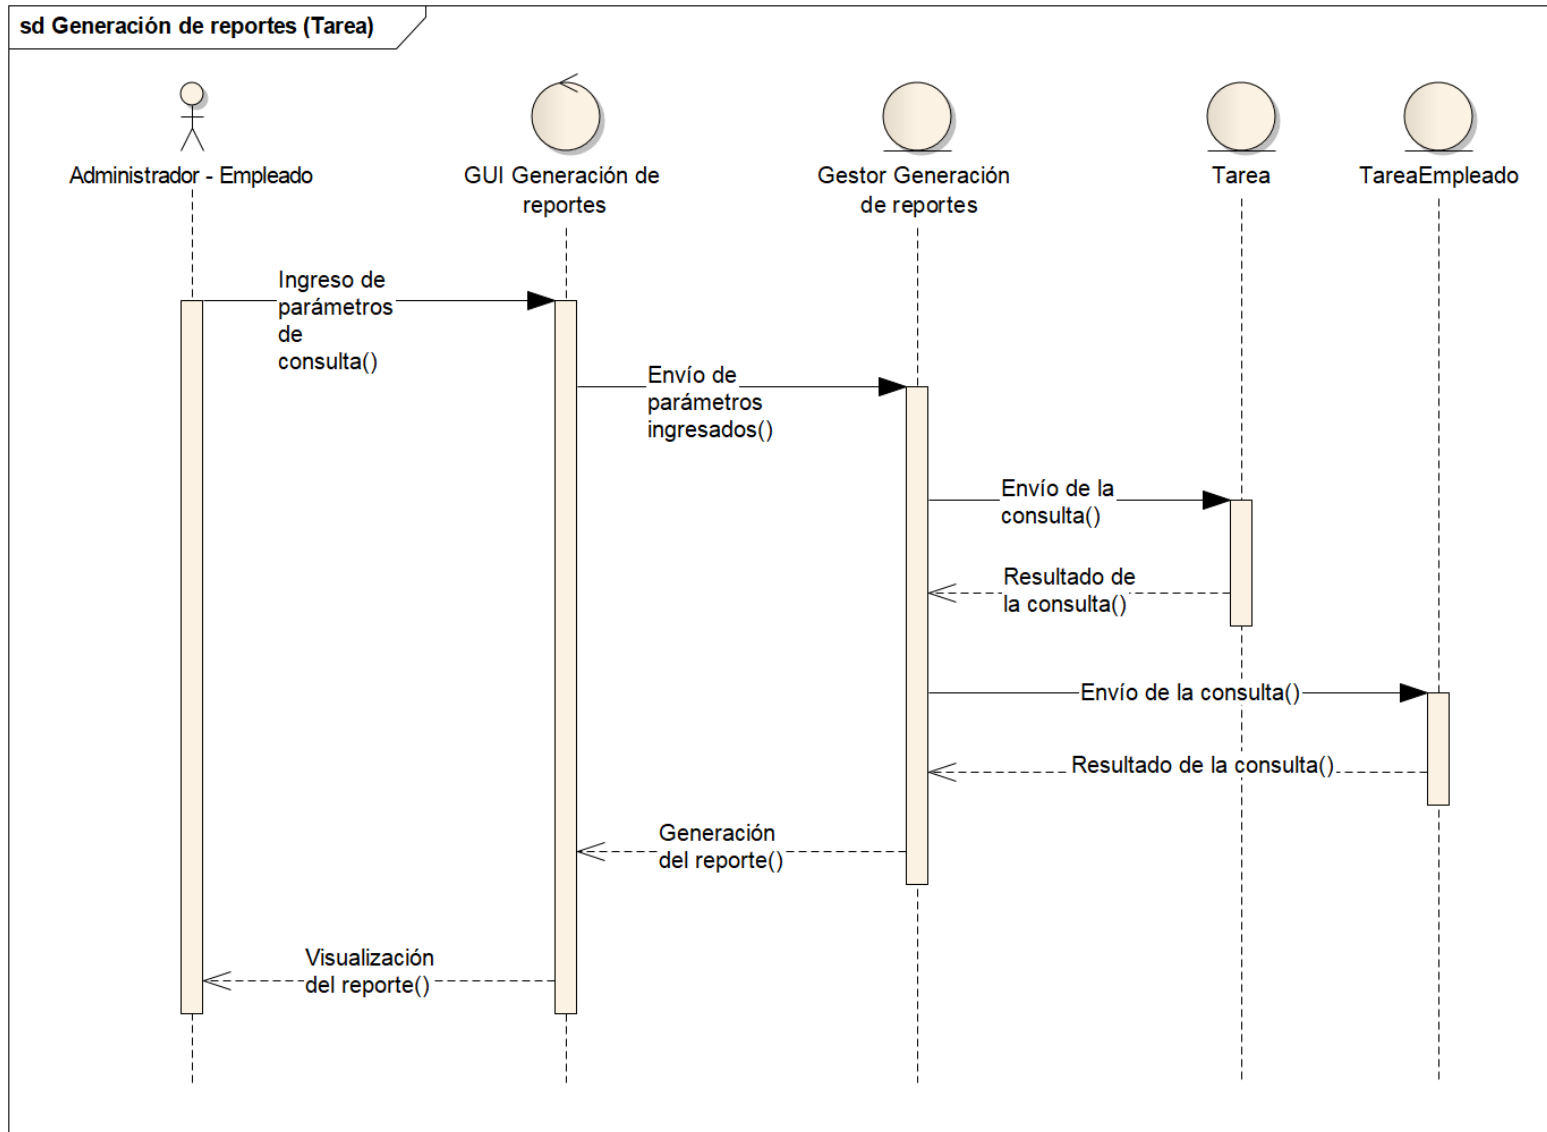 sd Generación de reportes (Tarea)
Administrador - Empleado
GUI Generación de
reportes
Gestor Generación
de reportes
Tarea
TareaEmpleado
Ingreso de
parámetros
de
consulta()
Envío de
parámetros
ingresados()
Envío de la
consulta()
Resultado de
la consulta()
Envío de la consulta()
Resultado de la consulta()
Generación
del reporte()
Visualización
del reporte()